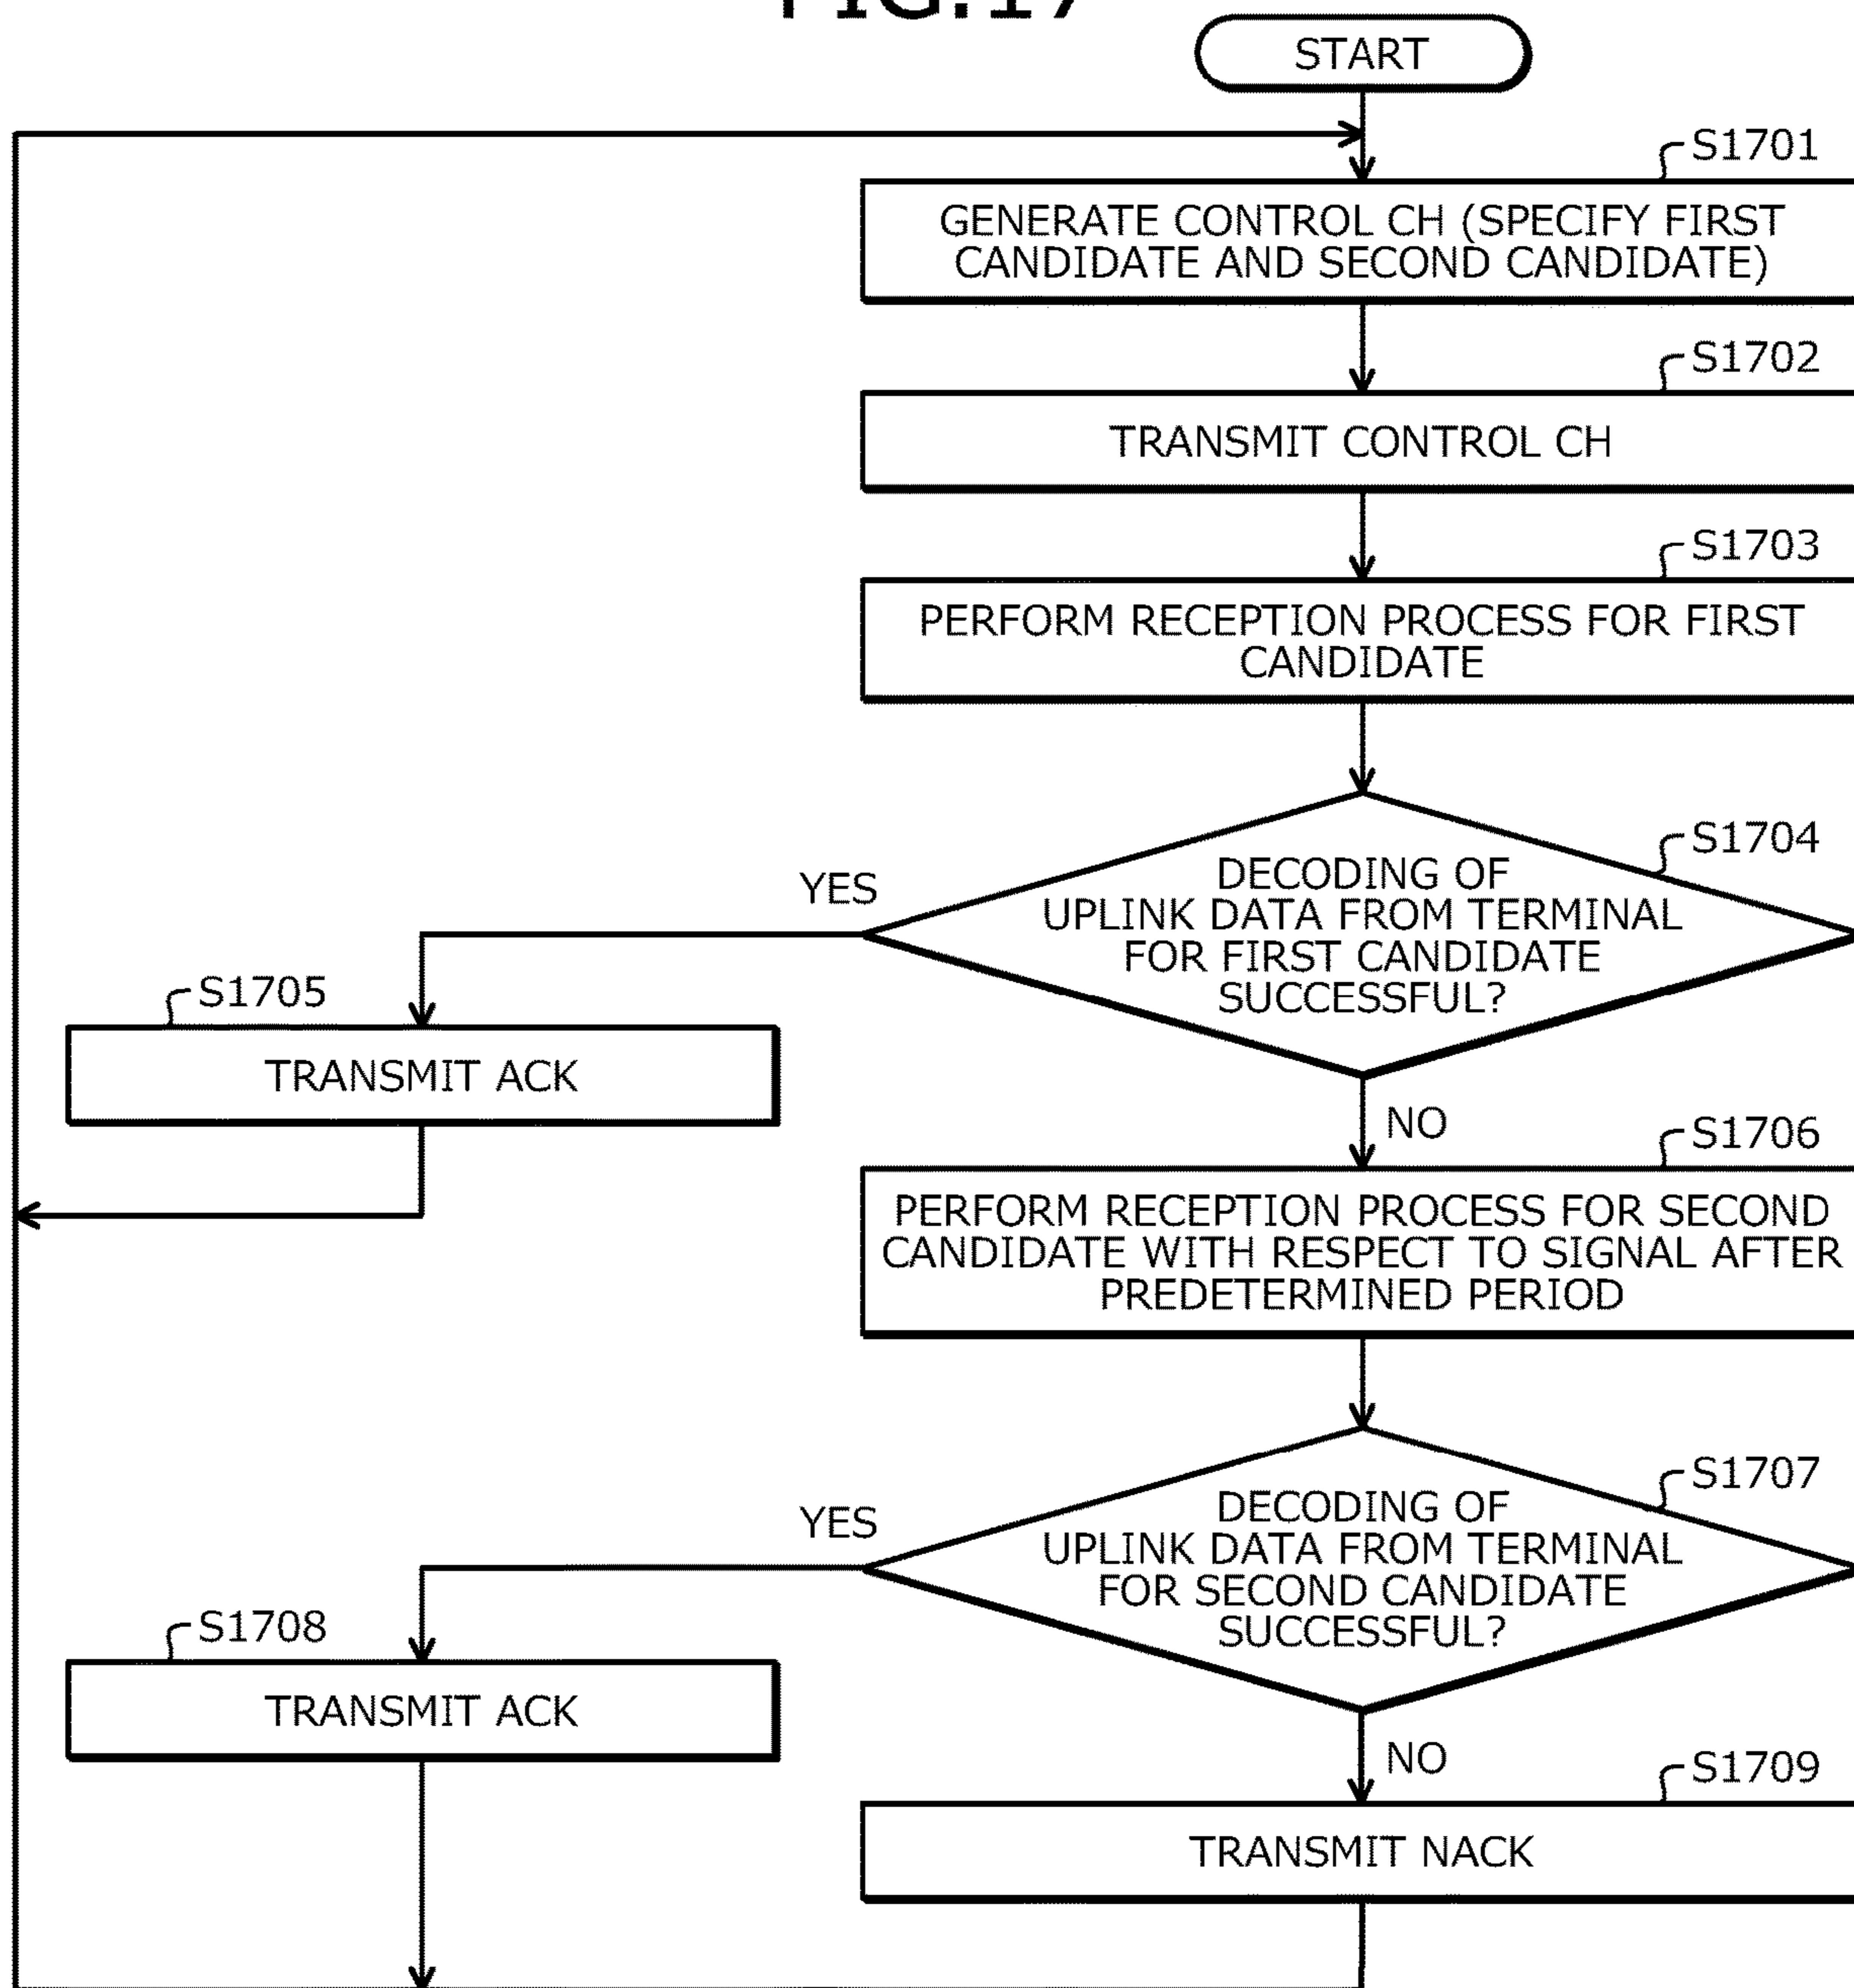 FIG.17
START
S1701
GENERATE CONTROL CH (SPECIFY FIRST
CANDIDATE AND SECOND CANDIDATE)
S1702
TRANSMIT CONTROL CH
S1703
PERFORM RECEPTION PROCESS FOR FIRST
CANDIDATE
S1704
DECODING OF
UPLINK DATA FROM TERMINAL
FOR FIRST CANDIDATE
SUCCESSFUL?
YES
S1705
TRANSMIT ACK
NO
S1706
PERFORM RECEPTION PROCESS FOR SECOND
CANDIDATE WITH RESPECT TO SIGNAL AFTER
PREDETERMINED PERIOD
S1707
DECODING OF
UPLINK DATA FROM TERMINAL
FOR SECOND CANDIDATE
SUCCESSFUL?
YES
S1708
TRANSMIT ACK
NO
S1709
TRANSMIT NACK